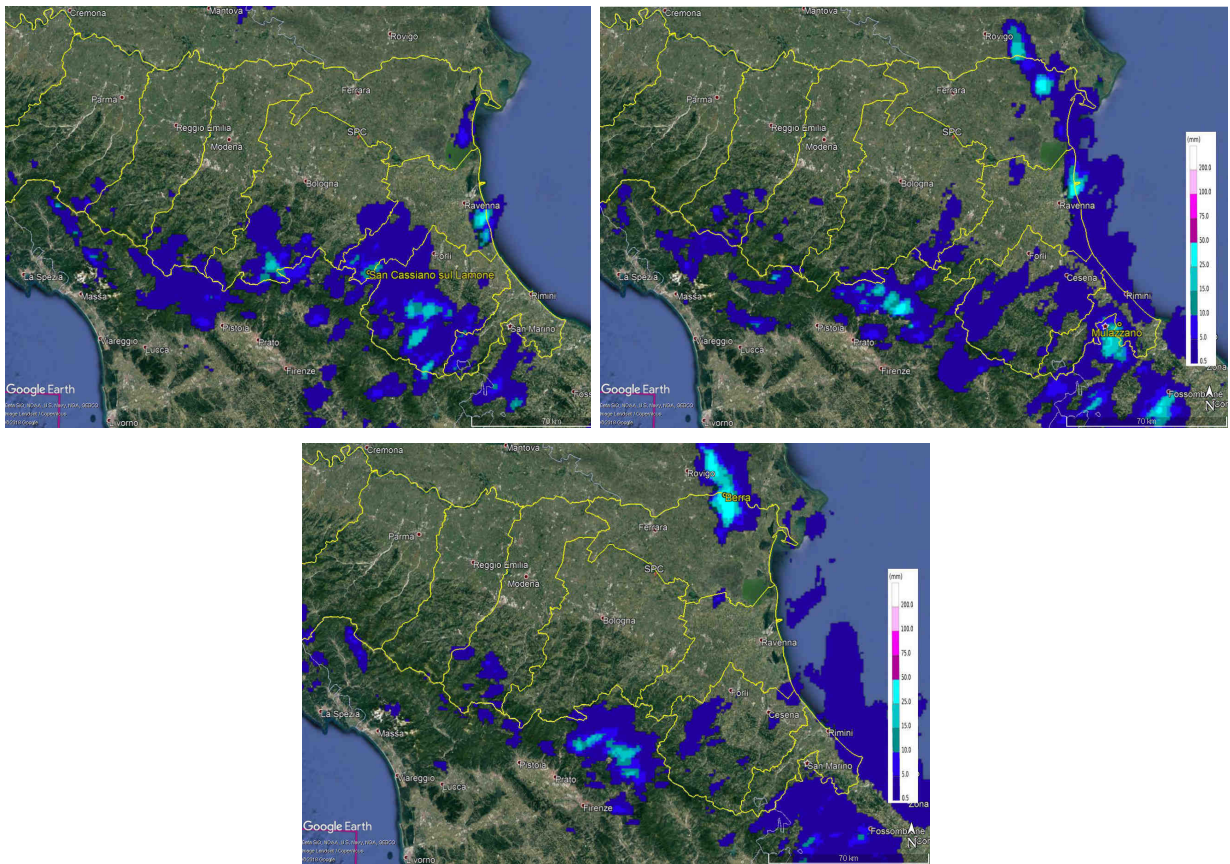 Cremona
Mantova
Rovigo
Parma
Ferrara
Reggio Emilia
Modena
SPC
Bologna
Ravenna
La Spezia
Massa
Forlì
San Cassiano sul Lamone
Rimini
Pistoia
San Marino
Viareggio
Lucca
Prato
Firenze
Google Earth
Livorno
70 km
Cremona
Mantova
Rovigo
Parma
Ferrara
Reggio Emilia
Modena
SPC
(mm)
200.0
100.0
75.0
50.0
25.0
15.0
10.0
5.0
0.5
Bologna
Ravenna
La Spezia
Massa
Forlì
Cesena
Rimini
Pistoia
Mulazzano
Viareggio
Lucca
Prato
Firenze
Zona
Fossombrone
Google Earth
N
Livorno
70 km
Cremona
Mantova
Rovigo
Berra
Parma
Ferrara
Reggio Emilia
Modena
SPC
(mm)
200.0
100.0
75.0
50.0
25.0
15.0
10.0
5.0
0.5
Bologna
Ravenna
La Spezia
Massa
Forlì
Cesena
Rimini
Pistoia
San Marino
Viareggio
Lucca
Prato
Firenze
Zona
Fossombrone
Google Earth
N
Livorno
70 km